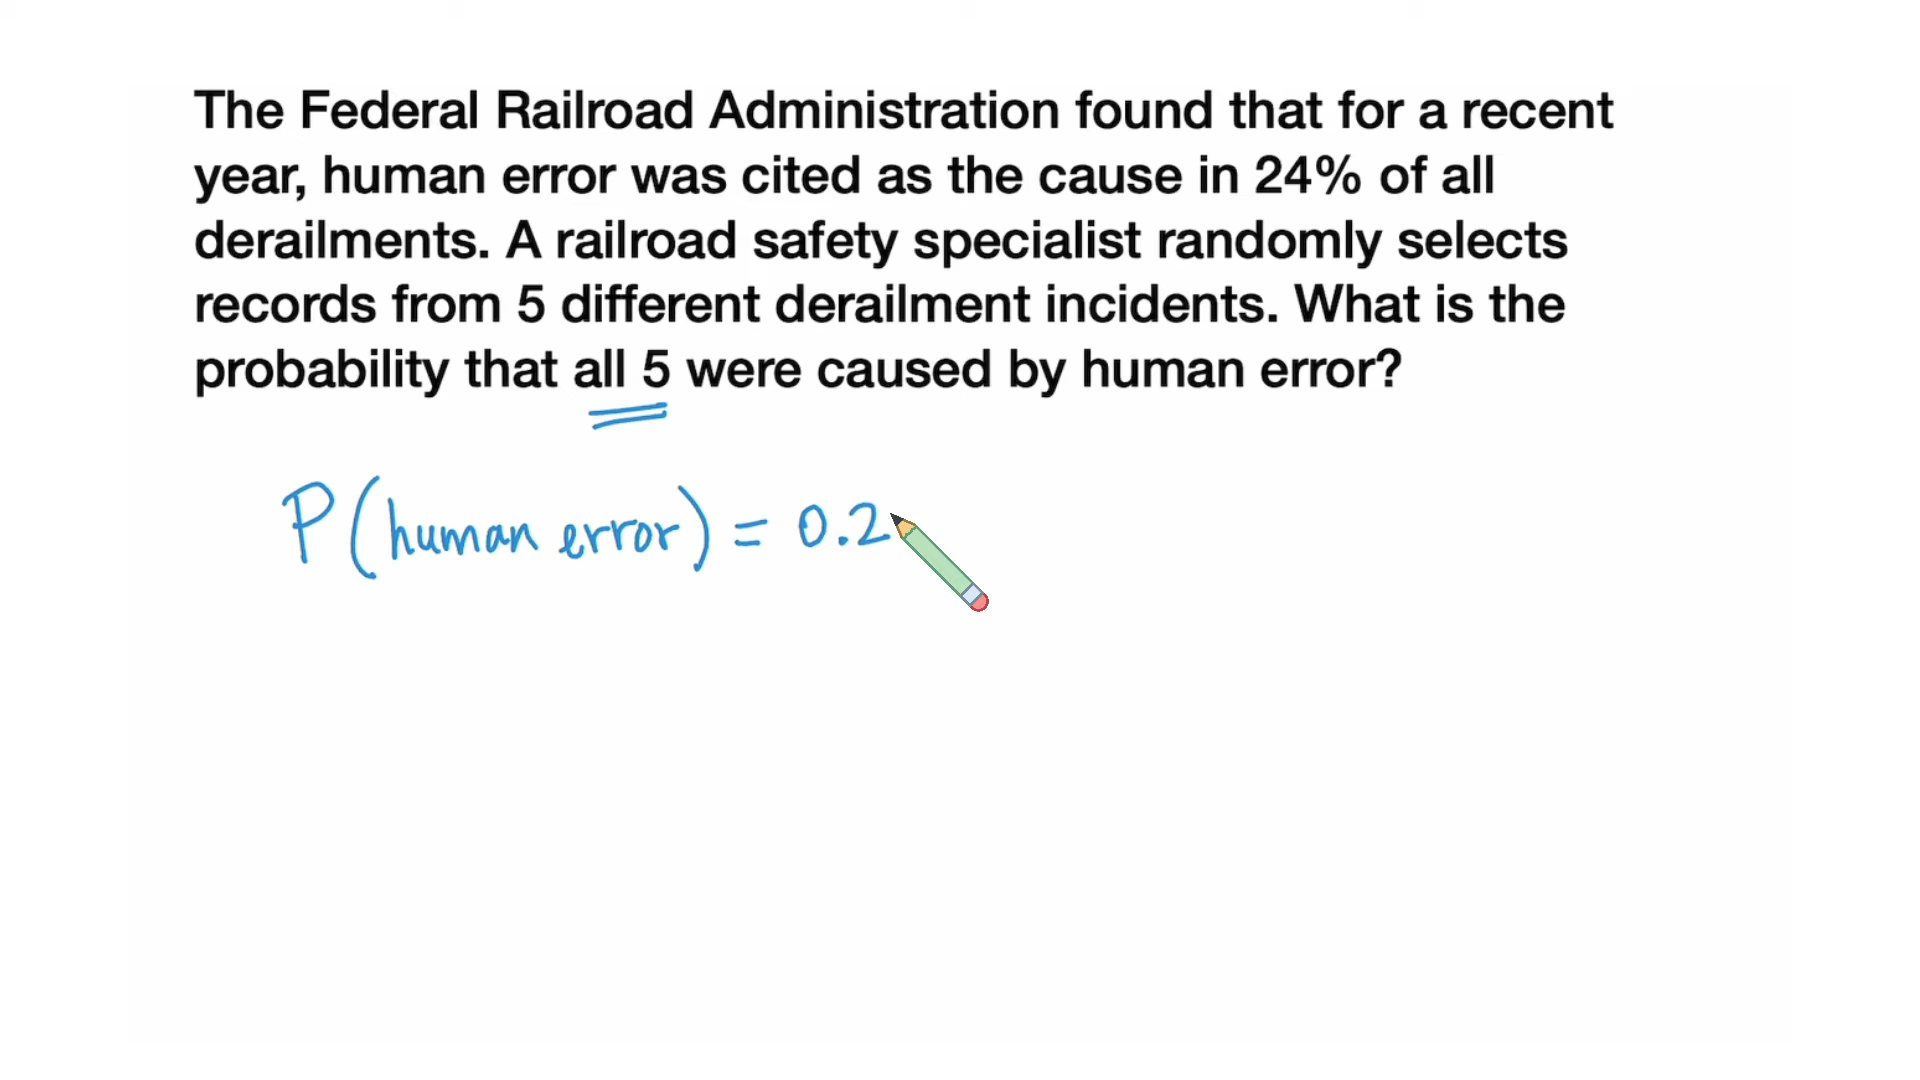 The Federal Railroad Administration found that for a recent
year, human error was cited as the cause in 24% of all
derailments. A railroad safety specialist randomly selects
records from 5 different derailment incidents. What is the
probability that all 5 were caused by human error?
P(human error) = 0.2